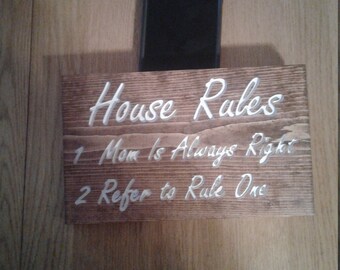 House Rules
1 Mom Is Always Right
2 Refer to Rule One